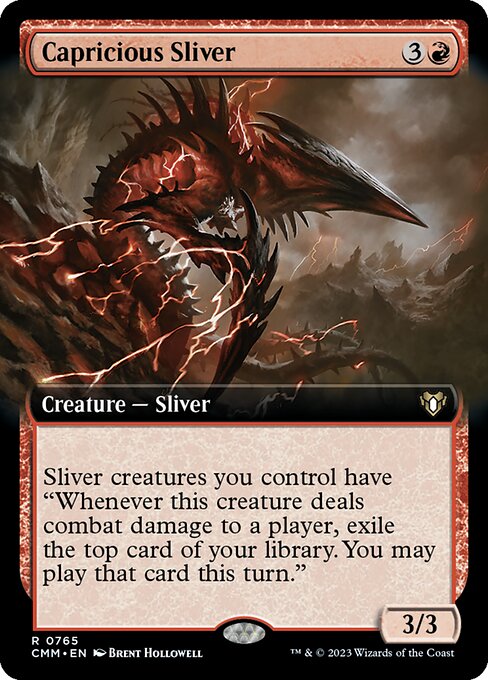 Capricious Sliver 3
Creature — Sliver
Sliver creatures you control have
“Whenever this creature deals
combat damage to a player, exile
the top card of your library. You may
play that card this turn.”
3/3
R 0765
CMM • EN Brent Hollowell
™ & © 2023 Wizards of the Coast